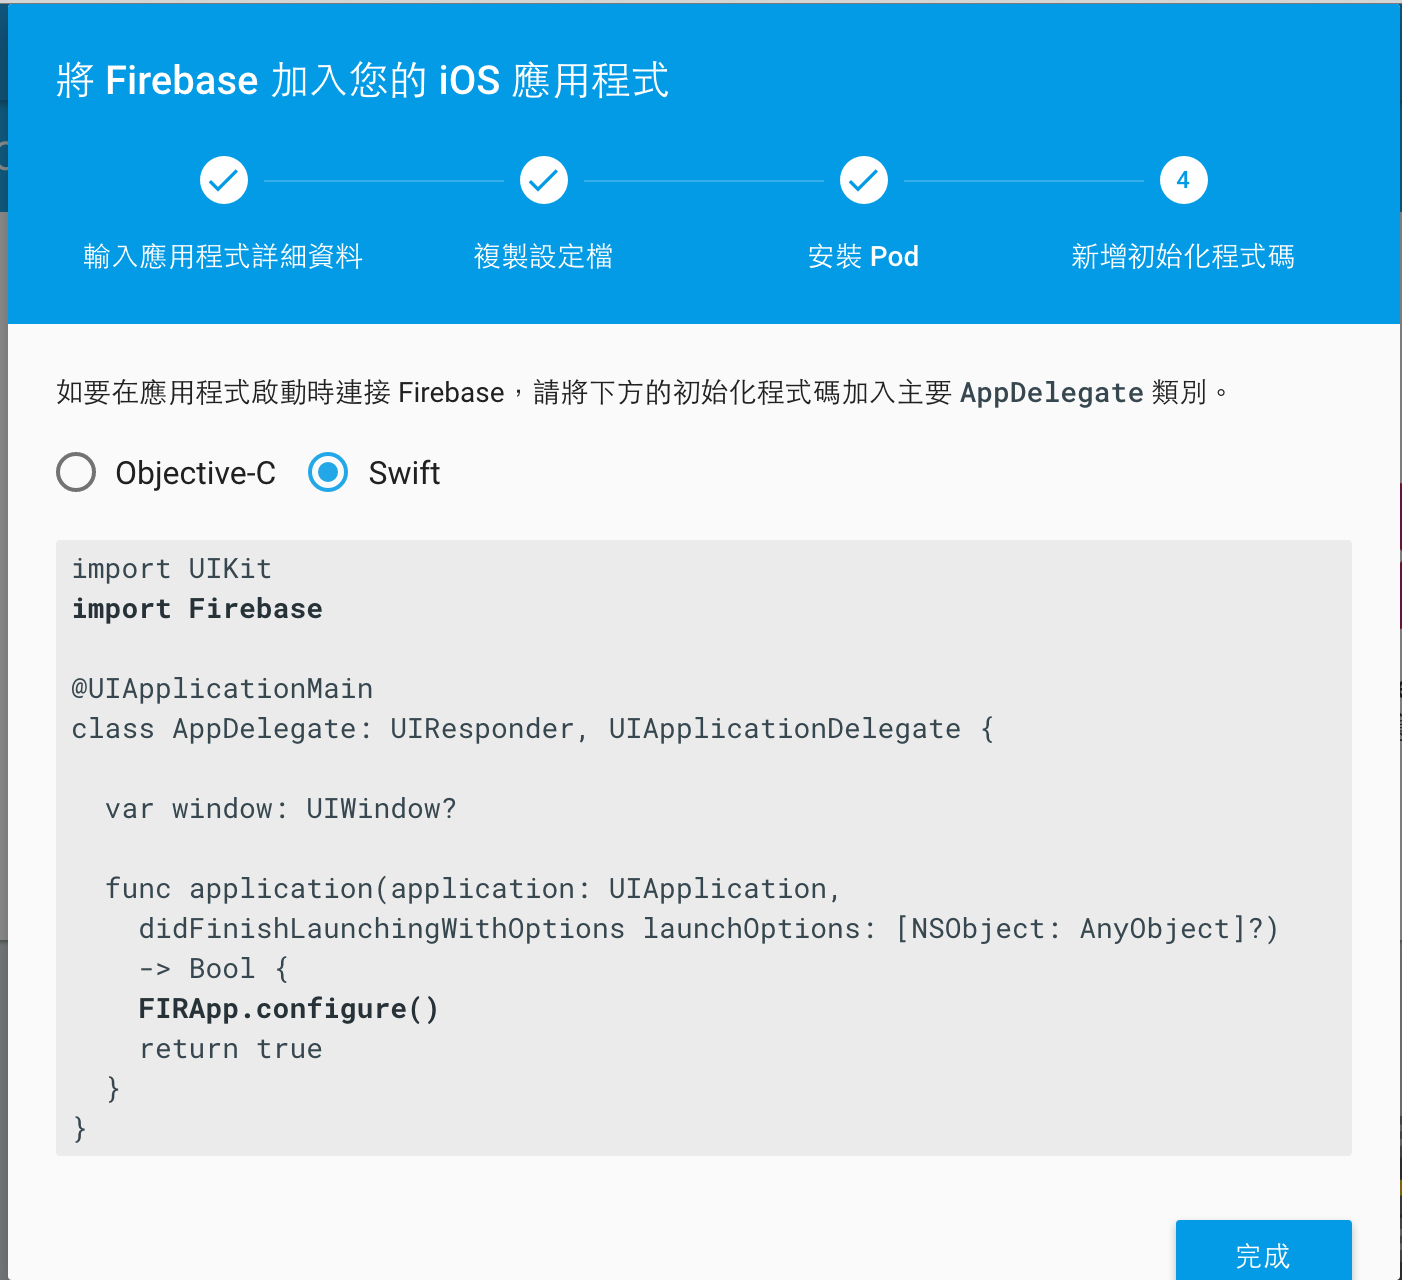 將 Firebase 加入您的 iOS 應用程式
4
輸入應用程式詳細資料 複製設定檔 安裝 Pod 新增初始化程式碼
如要在應用程式啟動時連接 Firebase，請將下方的初始化程式碼加入主要 AppDelegate 類別。
Objective-C Swift
import UIKit
import Firebase
@UIApplicationMain
class AppDelegate: UIResponder, UIApplicationDelegate {
var window: UIWindow?
func application(application: UIApplication,
didFinishLaunchingWithOptions launchOptions: [NSObject: AnyObject]?)
-> Bool {
FIRApp.configure()
return true
}
}
完成